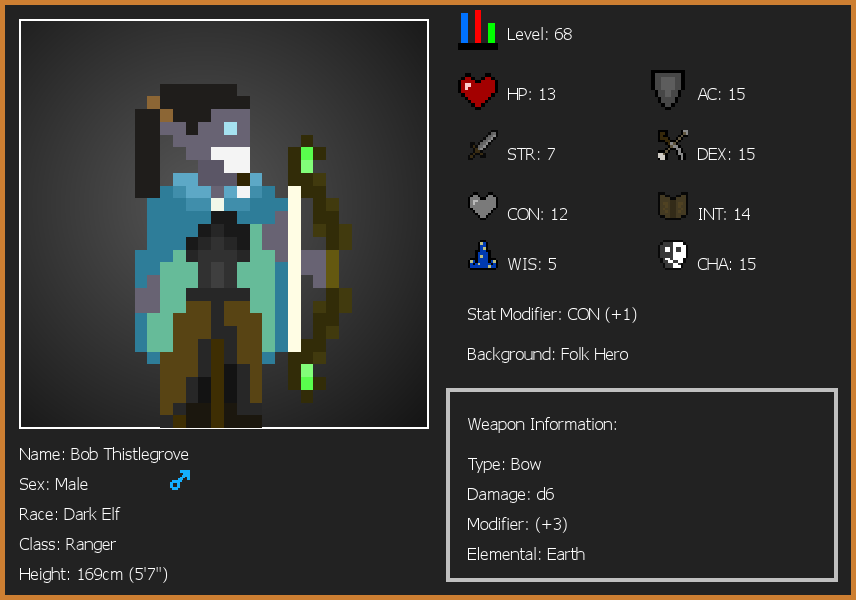 Level: 68
HP: 13
AC: 15
STR: 7
DEX: 15
CON: 12
INT: 14
WIS: 5
CHA: 15
Stat Modifier: CON (+1)
Background: Folk Hero
Weapon Information:
Type: Bow
Damage: d6
Modifier: (+3)
Elemental: Earth
Name: Bob Thistlegrove
Sex: Male
Race: Dark Elf
Class: Ranger
Height: 169cm (5'7")